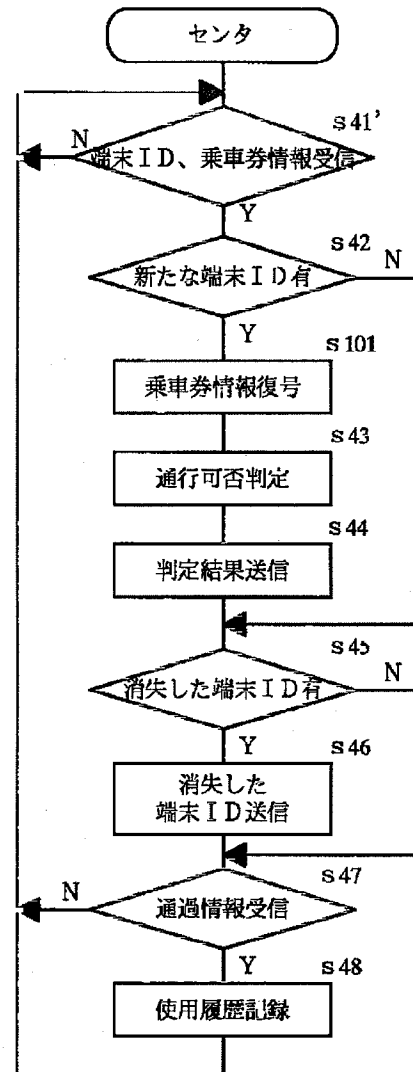 センタ
s41'
N
端末ID、乗車券情報受信
Y
s42
N
新たな端末ID有
Y
s101
乗車券情報復号
s43
通行可否判定
s44
判定結果送信
s45
N
消失した端末ID有
Y
s46
消失した
端末ID送信
s47
N
通過情報受信
Y
s48
使用履歴記録